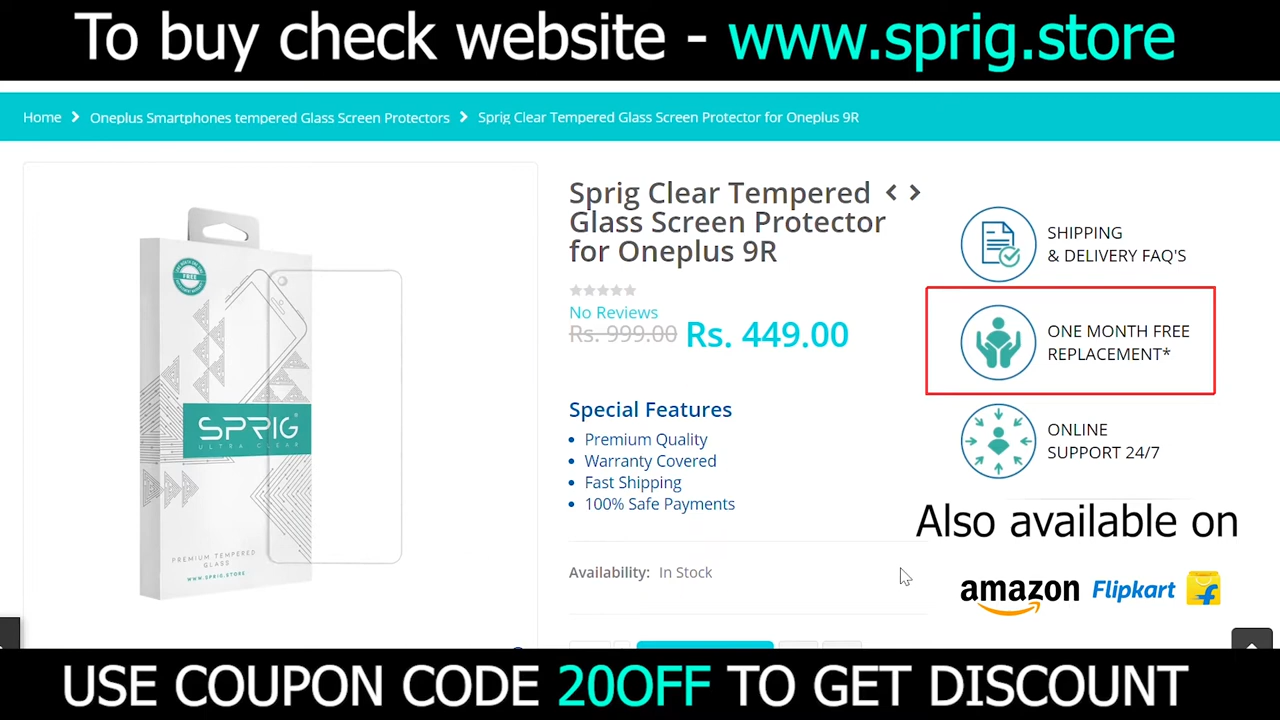 To buy check website - www.sprig.store
Home > Oneplus Smartphones tempered Glass Screen Protectors > Sprig Clear Tempered Glass Screen Protector for Oneplus 9R
FREE
SPRIG
ULTRA CLEAR
PREMIUM TEMPERED
GLASS
WWW.SPRIG.STORE
Sprig Clear Tempered
Glass Screen Protector
for Oneplus 9R
No Reviews
Rs. 999.00 Rs. 449.00
Special Features
Premium Quality
Warranty Covered
Fast Shipping
100% Safe Payments
Availability: In Stock
SHIPPING
& DELIVERY FAQ'S
ONE MONTH FREE
REPLACEMENT*
ONLINE
SUPPORT 24/7
Also available on
amazon Flipkart
USE COUPON CODE 20OFF TO GET DISCOUNT